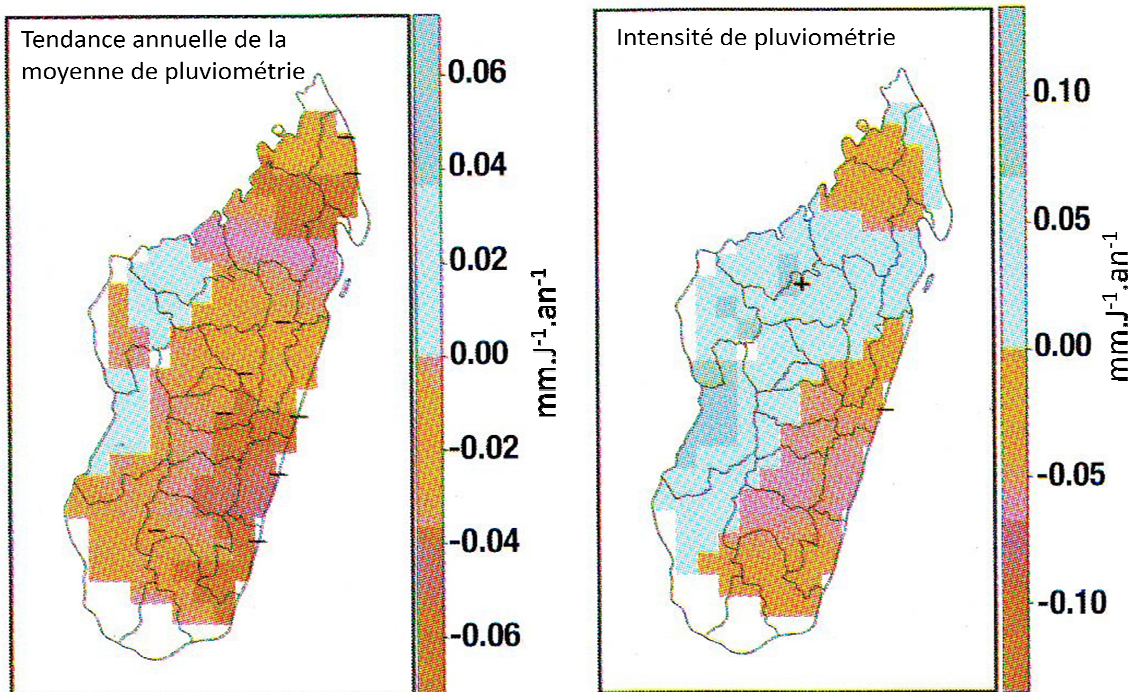 Tendance annuelle de la
moyenne de pluviométrie
0.06
0.04
0.02
0.00
-0.02
-0.04
-0.06
mm.J-1.an-1
Intensité de pluviométrie
0.10
0.05
0.00
-0.05
-0.10
mm.J-1.an-1